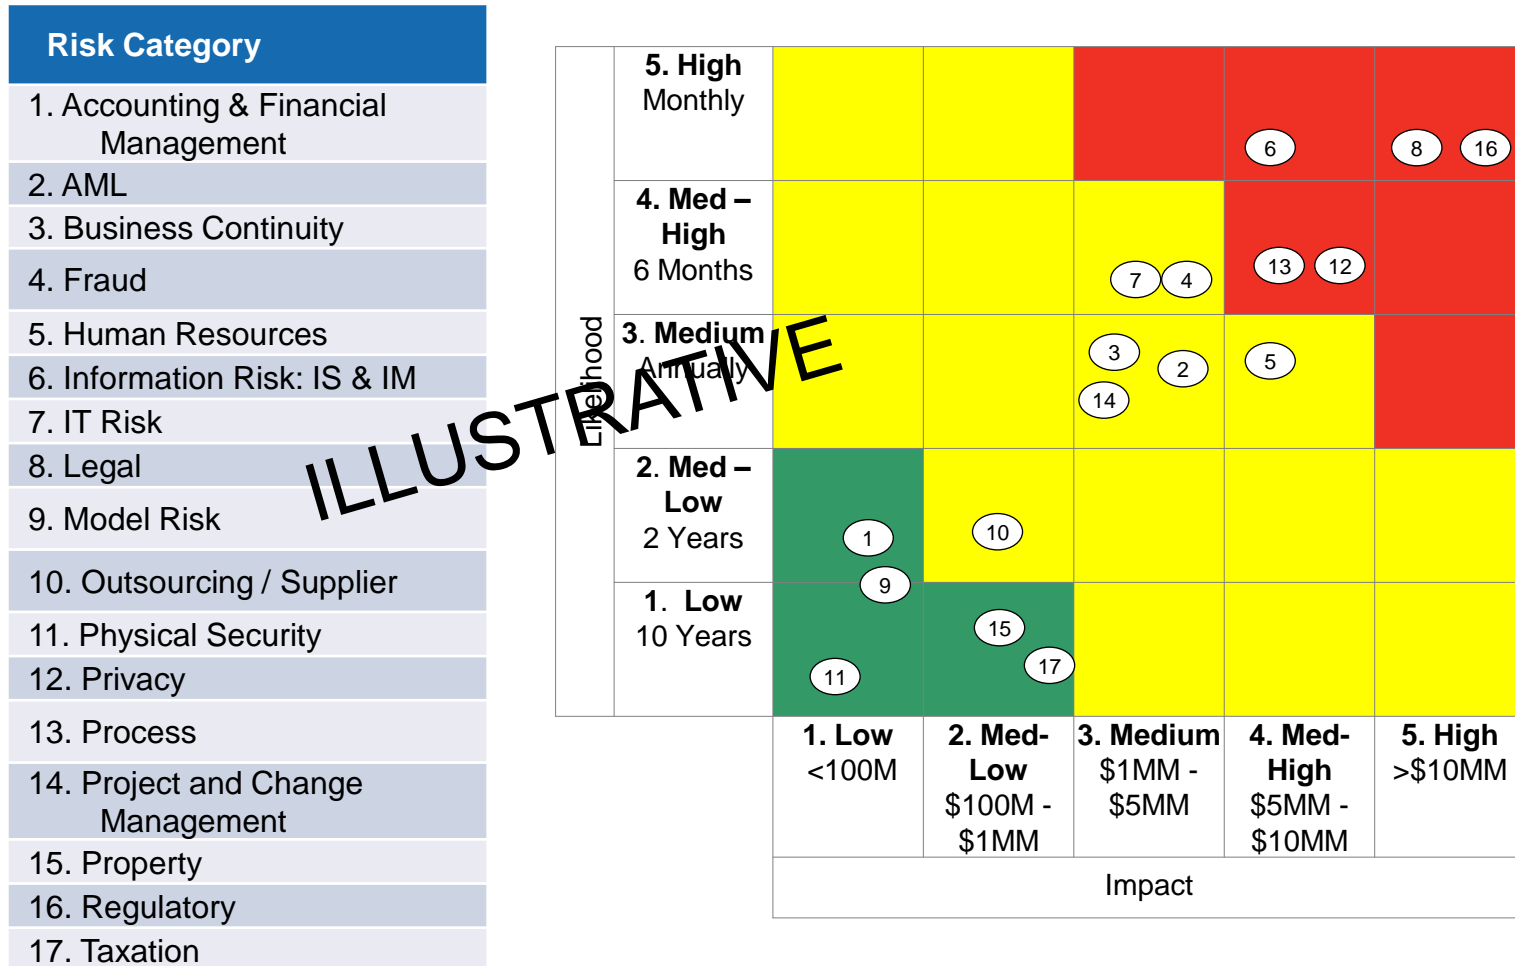 Risk Category
1. Accounting & Financial
Management
2. AML
3. Business Continuity
4. Fraud
5. Human Resources
6. Information Risk: IS & IM
7. IT Risk
8. Legal
9. Model Risk
10. Outsourcing / Supplier
11. Physical Security
12. Privacy
13. Process
14. Project and Change
Management
15. Property
16. Regulatory
17. Taxation
ILLUSTRATIVE
Likelihood
5. High
Monthly
6
8
16
4. Med –
High
6 Months
7
4
13
12
3. Medium
Annually
3
2
14
5
2. Med –
Low
2 Years
1
10
9
1. Low
10 Years
15
17
11
1. Low
<100M
2. Med-
Low
$100M -
$1MM
3. Medium
$1MM -
$5MM
4. Med-
High
$5MM -
$10MM
5. High
>$10MM
Impact